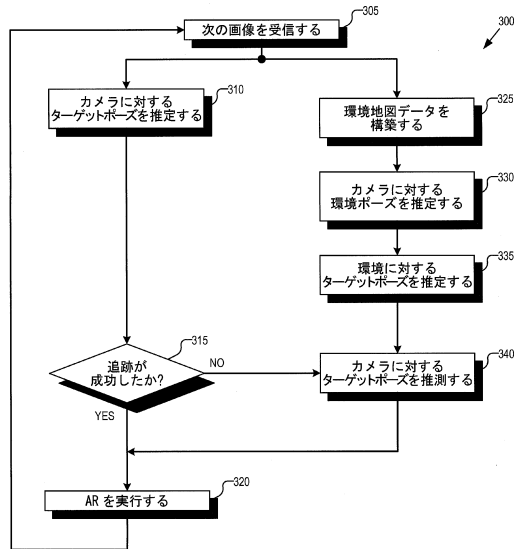 300
305
次の画像を受信する
310
カメラに対する
ターゲットポーズを推定する
325
環境地図データを
構築する
330
カメラに対する
環境ポーズを推定する
335
環境に対する
ターゲットポーズを推定する
315
追跡が
成功したか?
NO
YES
340
カメラに対する
ターゲットポーズを推測する
320
ARを実行する